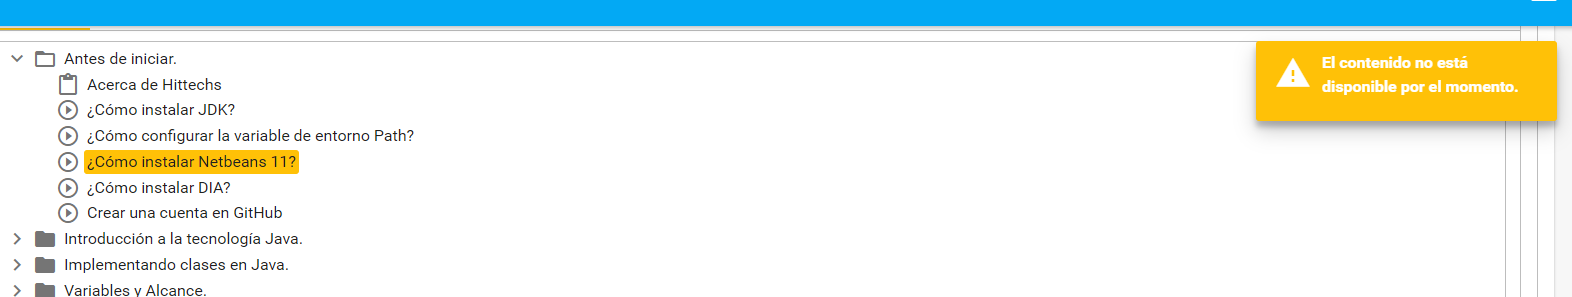 Antes de iniciar.
Acerca de Hittechs
¿Cómo instalar JDK?
¿Cómo configurar la variable de entorno Path?
¿Cómo instalar Netbeans 11?
¿Cómo instalar DIA?
Crear una cuenta en GitHub
Introducción a la tecnología Java.
Implementando clases en Java.
Variables y Alcance.
El contenido no está
disponible por el momento.